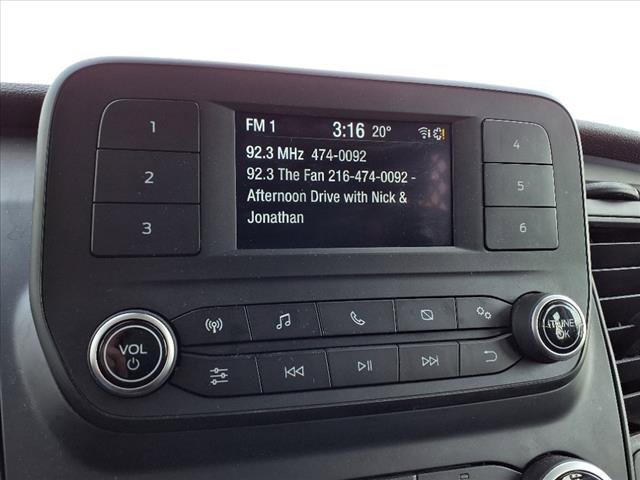 FM 1 3:16 20°
92.3 MHz 474-0092
92.3 The Fan 216-474-0092 -
Afternoon Drive with Nick &
Jonathan
1
2
3
4
5
6
VOL
TUNE
OK